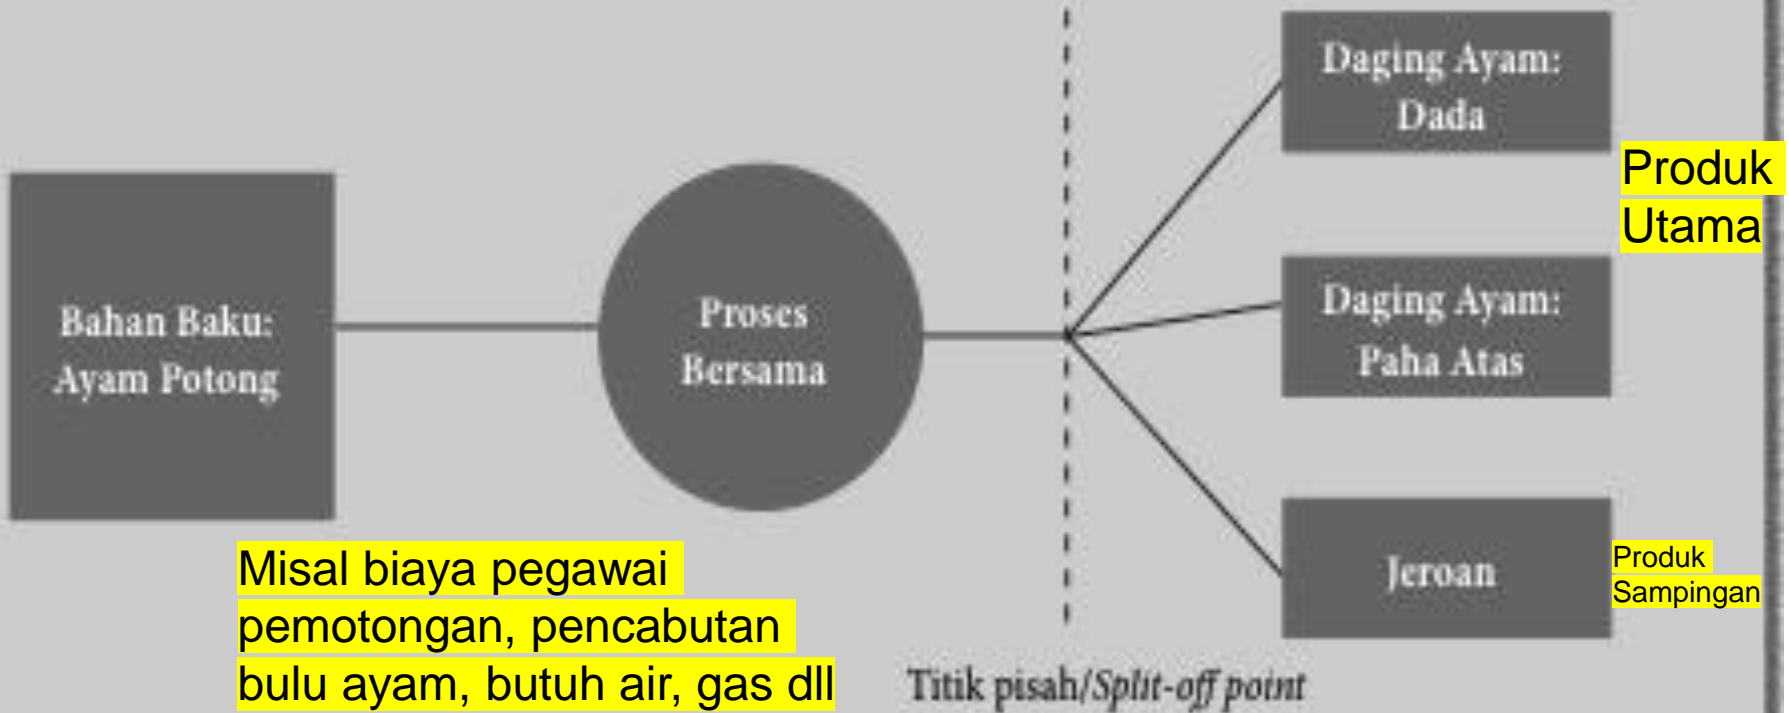 Bahan Baku:
Ayam Potong
Proses
Bersama
Daging Ayam:
Dada
Produk
Utama
Daging Ayam:
Paha Atas
Jeroan
Produk
Sampingan
Misal biaya pegawai
pemotongan, pencabutan
bulu ayam, butuh air, gas dll
Titik pisah/Split-off point